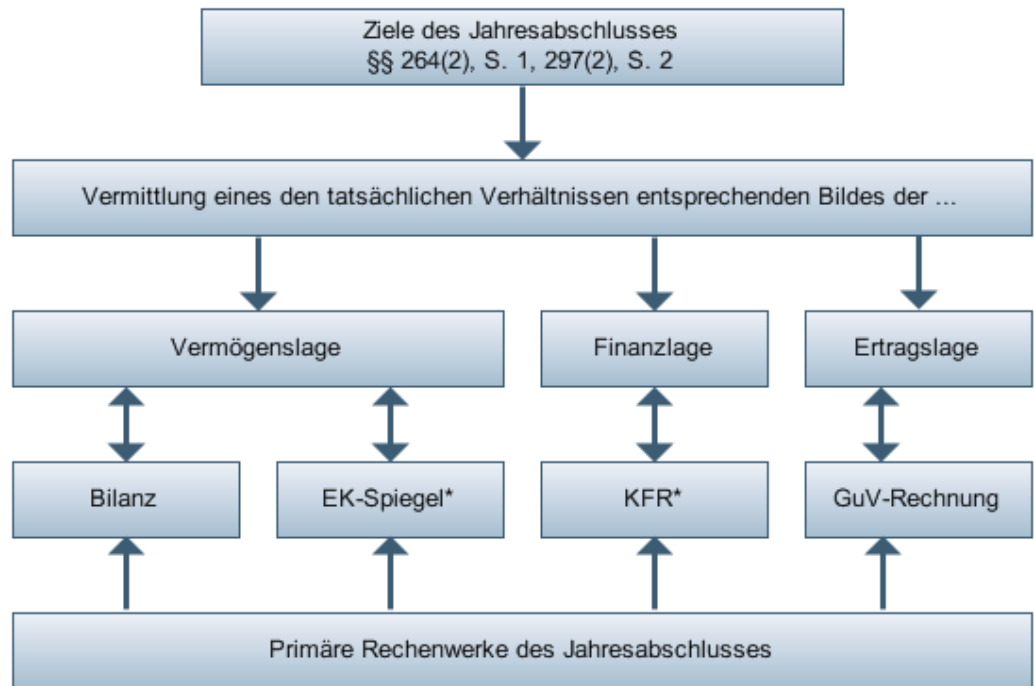 Ziele des Jahresabschlusses
§§ 264(2), S. 1, 297(2), S. 2
Vermittlung eines den tatsächlichen Verhältnissen entsprechenden Bildes der ...
Vermögenslage
Finanzlage
Ertragslage
Bilanz
EK-Spiegel*
KFR*
GuV-Rechnung
Primäre Rechenwerke des Jahresabschlusses